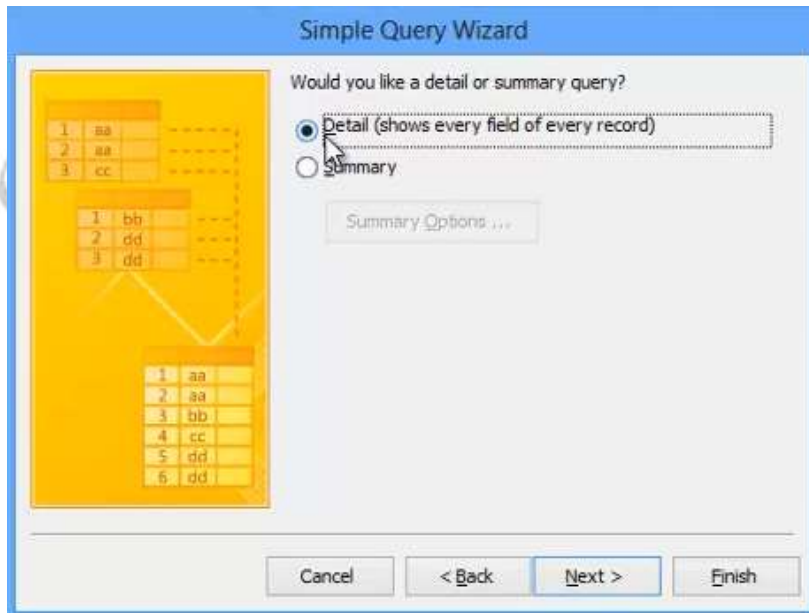 Simple Query Wizard
Would you like a detail or summary query?
Detail (shows every field of every record)
Summary
Summary Options ...
1 aa
2 aa
3 cc
1 bb
2 dd
3 dd
1 aa
2 aa
3 bb
4 cc
5 dd
6 dd
Cancel < Back Next > Finish